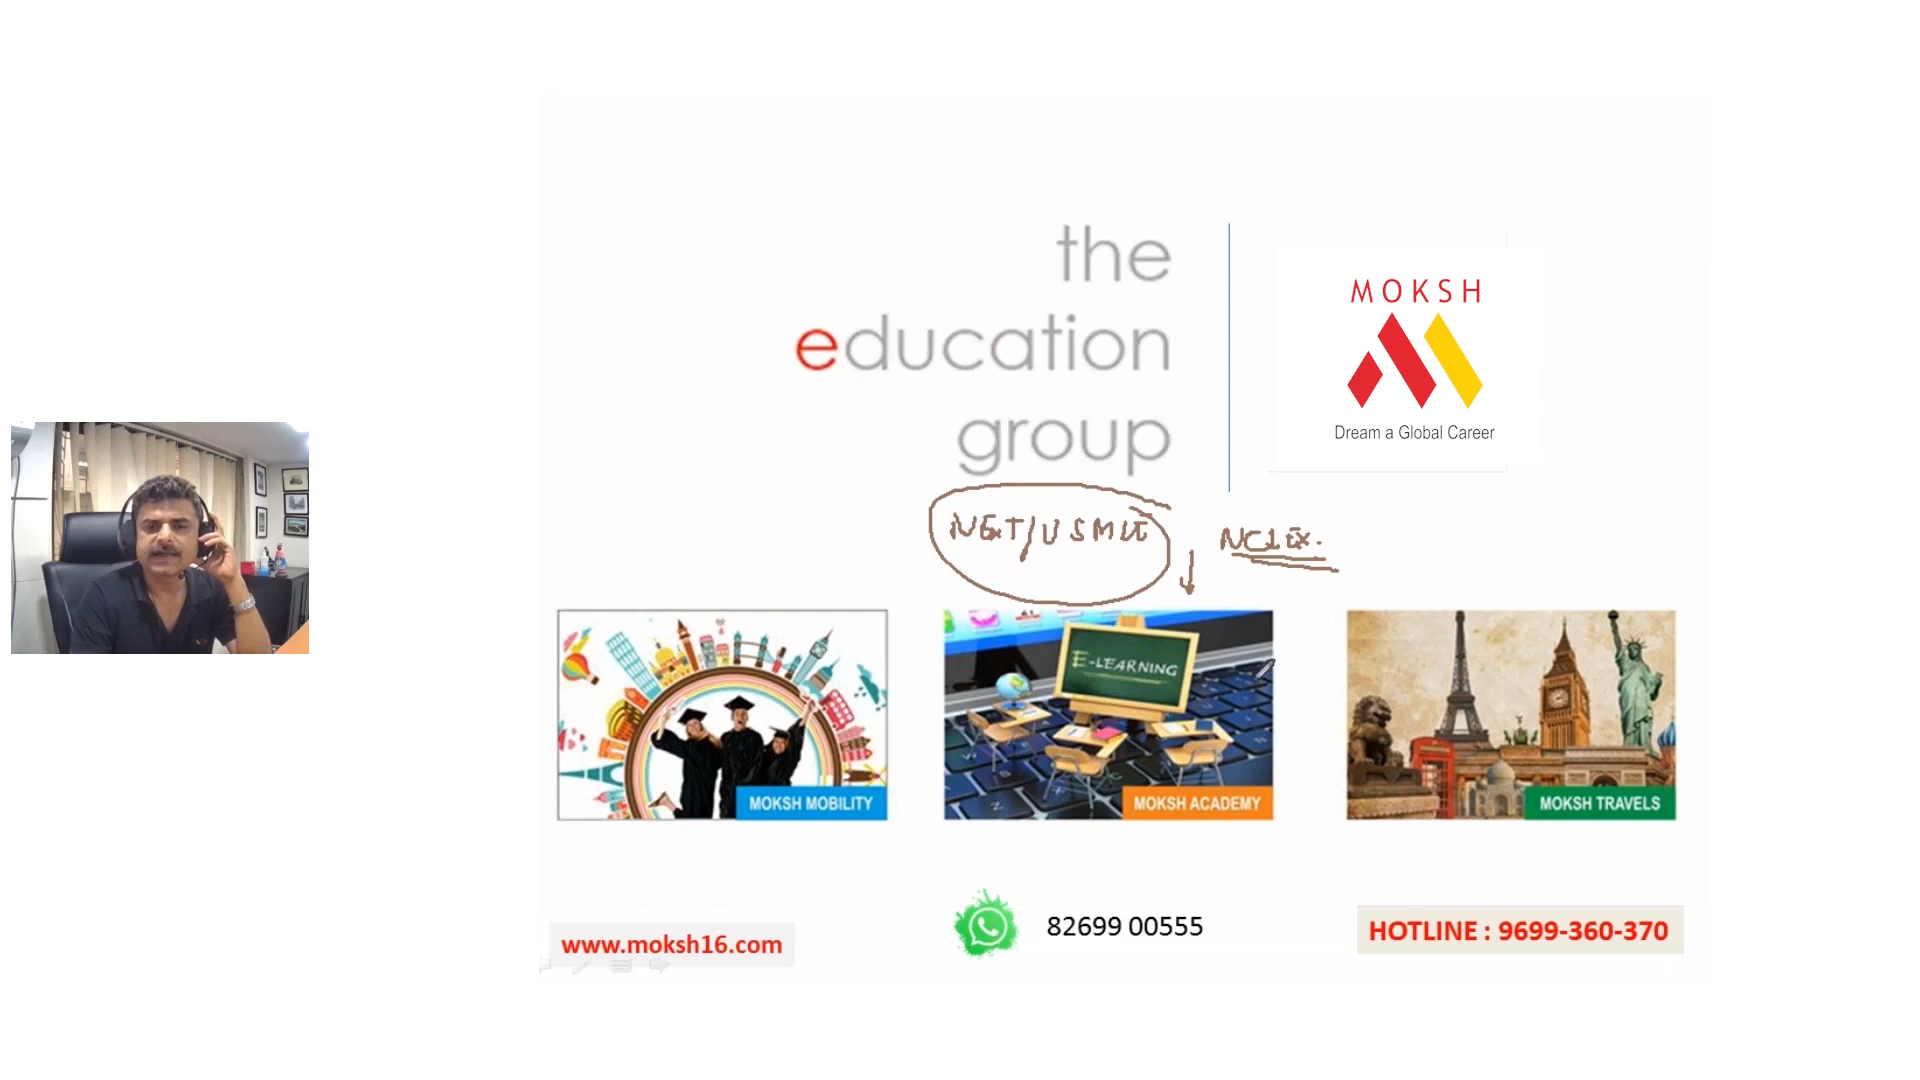 the
education
group
MOKSH
Dream a Global Career
NEXT/USMLE
NCLEX.
E-LEARNING
MOKSH MOBILITY
MOKSH ACADEMY
MOKSH TRAVELS
www.moksh16.com
82699 00555
HOTLINE : 9699-360-370